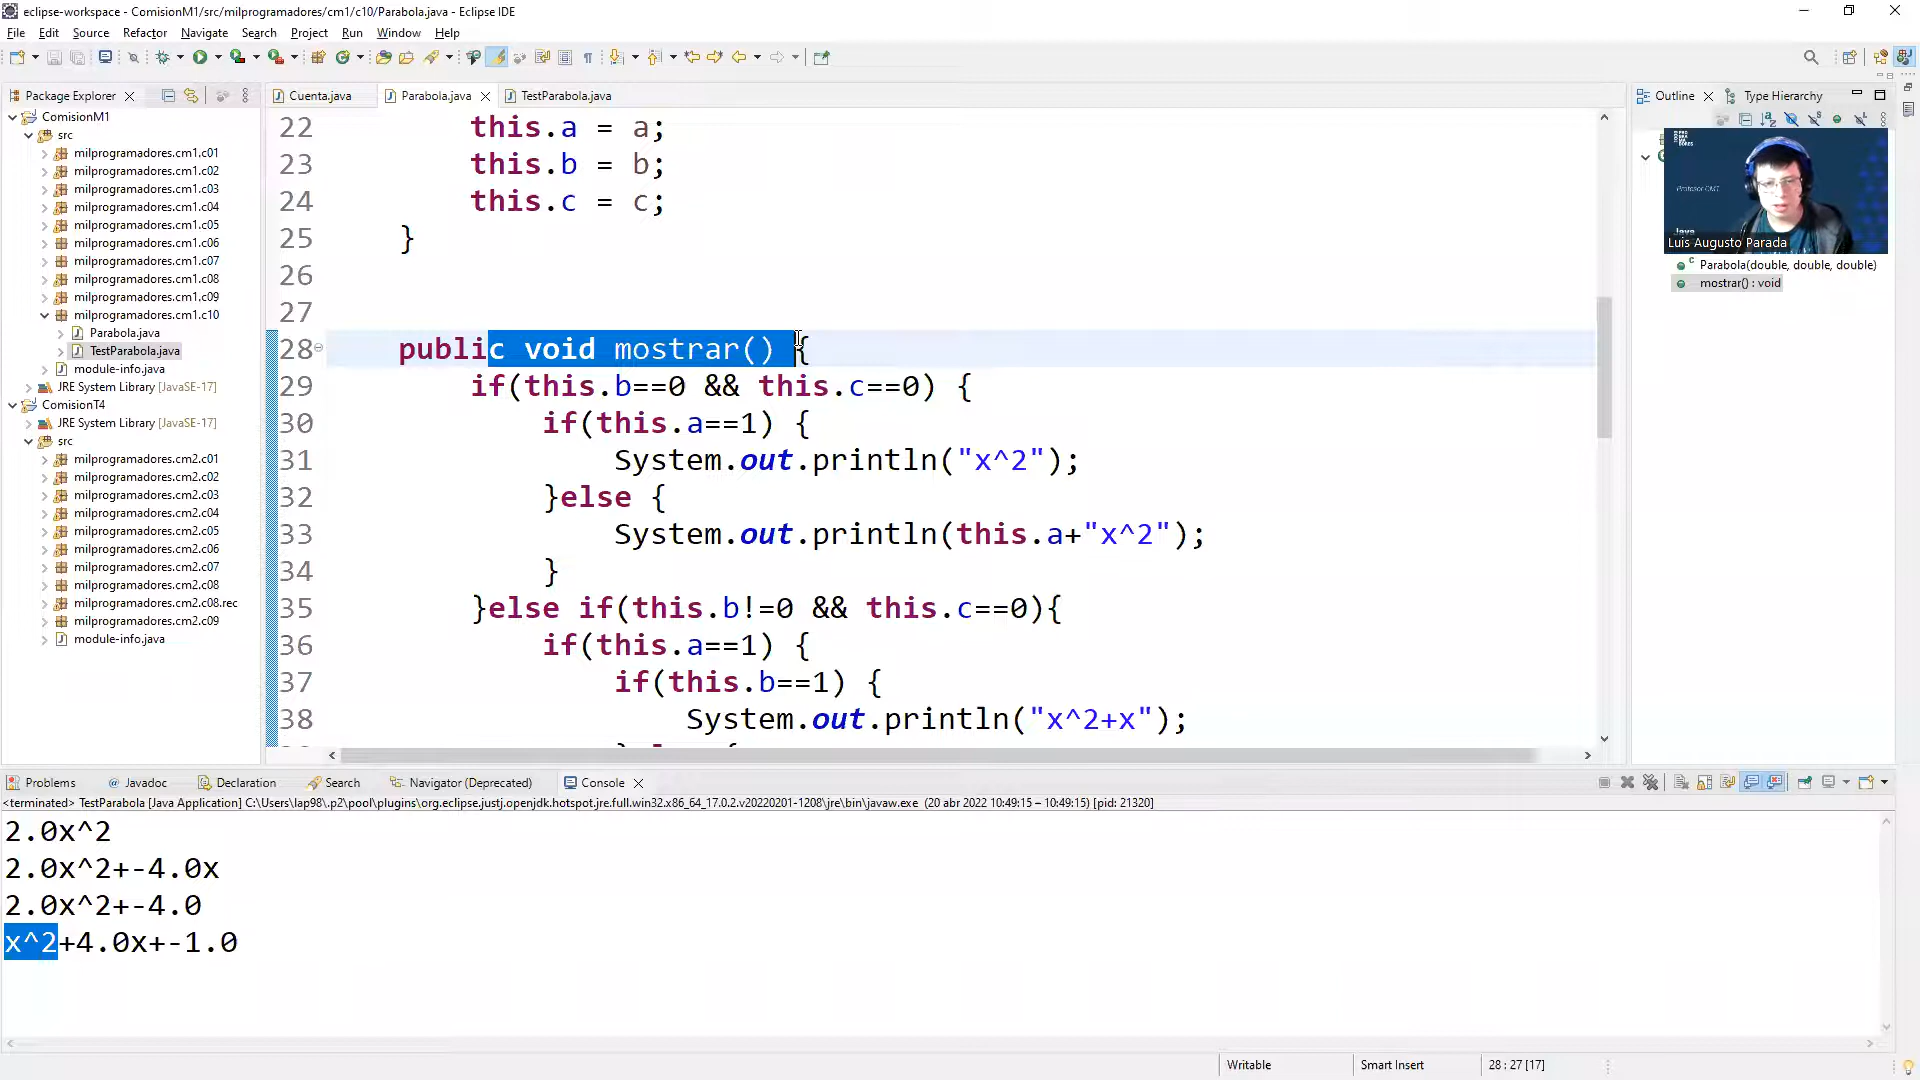 eclipse-workspace - ComisionM1/src/milprogramadores/cm1/c10/Parabola.java - Eclipse IDE
File Edit Source Refactor Navigate Search Project Run Window Help
Package Explorer
ComisionM1
src
milprogramadores.cm1.c01
milprogramadores.cm1.c02
milprogramadores.cm1.c03
milprogramadores.cm1.c04
milprogramadores.cm1.c05
milprogramadores.cm1.c06
milprogramadores.cm1.c07
milprogramadores.cm1.c08
milprogramadores.cm1.c09
milprogramadores.cm1.c10
Parabola.java
TestParabola.java
module-info.java
JRE System Library [JavaSE-17]
ComisionT4
JRE System Library [JavaSE-17]
src
milprogramadores.cm2.c01
milprogramadores.cm2.c02
milprogramadores.cm2.c03
milprogramadores.cm2.c04
milprogramadores.cm2.c05
milprogramadores.cm2.c06
milprogramadores.cm2.c07
milprogramadores.cm2.c08
milprogramadores.cm2.c08.rec
milprogramadores.cm2.c09
module-info.java
Cuenta.java Parabola.java TestParabola.java
22 this.a = a;
23 this.b = b;
24 this.c = c;
25 }
26
27
28 public void mostrar() {
29 if(this.b==0 && this.c==0) {
30 if(this.a==1) {
31 System.out.println("x^2");
32 }else {
33 System.out.println(this.a+"x^2");
34 }
35 }else if(this.b!=0 && this.c==0){
36 if(this.a==1) {
37 if(this.b==1) {
38 System.out.println("x^2+x");
Outline Type Hierarchy
Profesor CM1
Java
Luis Augusto Parada
Parabola(double, double, double)
mostrar() : void
Problems Javadoc Declaration Search Navigator (Deprecated) Console
<terminated> TestParabola [Java Application] C:\Users\lap98\.p2\pool\plugins\org.eclipse.justj.openjdk.hotspot.jre.full.win32.x86_64_17.0.2.v20220201-1208\jre\bin\javaw.exe (20 abr 2022 10:49:15 – 10:49:15) [pid: 21320]
2.0x^2
2.0x^2+-4.0x
2.0x^2+-4.0
x^2+4.0x+-1.0
Writable Smart Insert 28 : 27 [17]